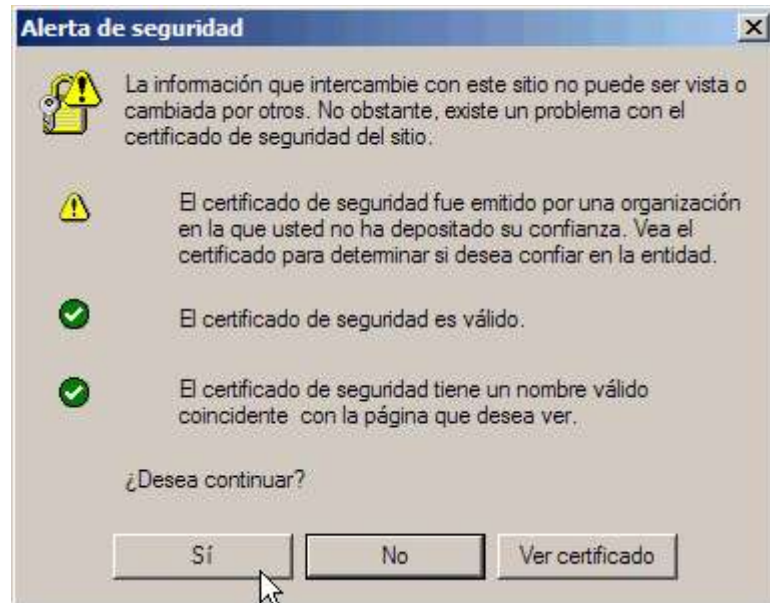 Alerta de seguridad
La información que intercambie con este sitio no puede ser vista o
cambiada por otros. No obstante, existe un problema con el
certificado de seguridad del sitio.
El certificado de seguridad fue emitido por una organización
en la que usted no ha depositado su confianza. Vea el
certificado para determinar si desea confiar en la entidad.
El certificado de seguridad es válido.
El certificado de seguridad tiene un nombre válido
coincidente con la página que desea ver.
¿Desea continuar?
Sí No Ver certificado